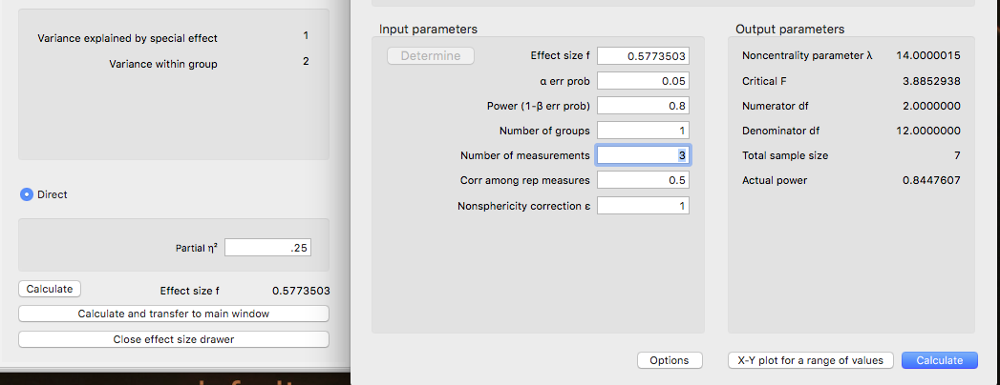 Variance explained by special effect 1
Variance within group 2
Direct
Partial η² .25
Calculate Effect size f 0.5773503
Calculate and transfer to main window
Close effect size drawer
Input parameters
Determine Effect size f 0.5773503
α err prob 0.05
Power (1-β err prob) 0.8
Number of groups 1
Number of measurements 3
Corr among rep measures 0.5
Nonsphericity correction ε 1
Options
Output parameters
Noncentrality parameter λ 14.0000015
Critical F 3.8852938
Numerator df 2.0000000
Denominator df 12.0000000
Total sample size 7
Actual power 0.8447607
X-Y plot for a range of values Calculate